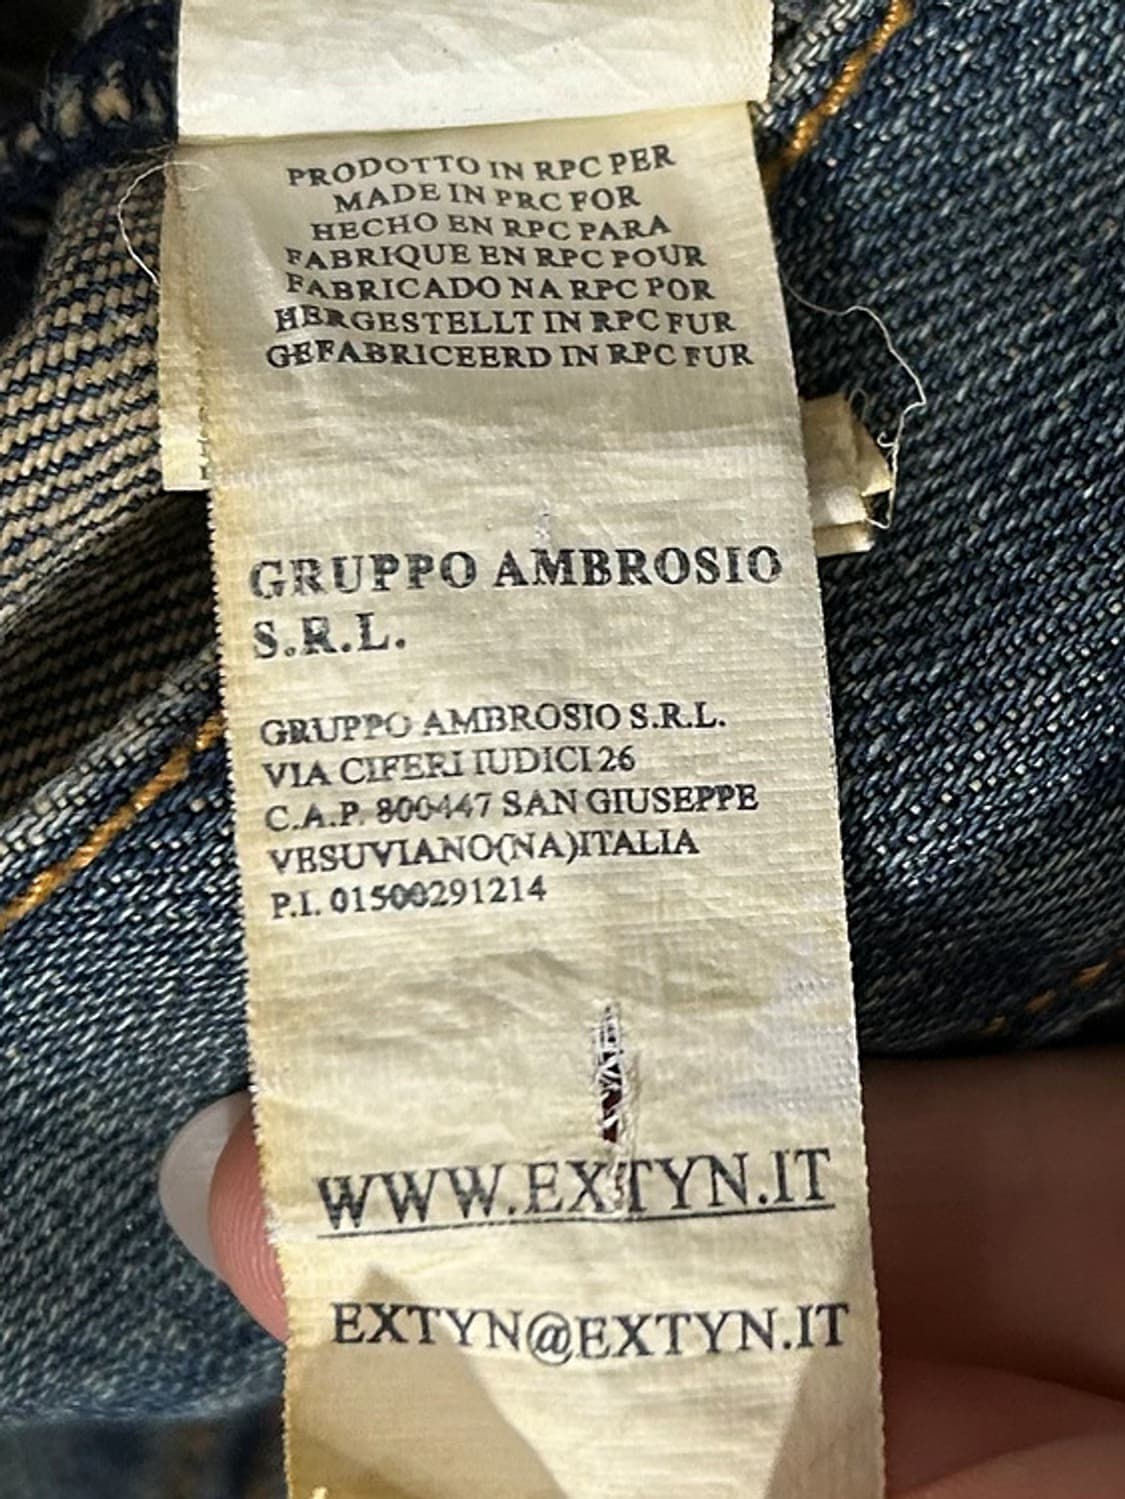 PRODOTTO IN RPC PER
MADE IN PRC FOR
HECHO EN RPC PARA
FABRIQUE EN RPC POUR
FABRICADO NA RPC POR
HERGESTELLT IN RPC FUR
GEFABRICEERD IN RPC FUR
GRUPPO AMBROSIO
S.R.L.
GRUPPO AMBROSIO S.R.L.
VIA CIFERI IUDICI 26
C.A.P. 800447 SAN GIUSEPPE
VESUVIANO(NA)ITALIA
P.I. 01500291214
WWW.EXTYN.IT
EXTYN@EXTYN.IT